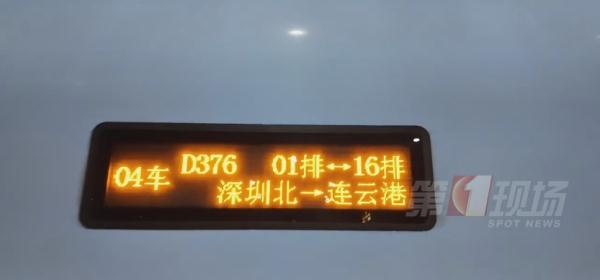 04车
D376 01排↔16排
深圳北→连云港
第1现场
SPOT NEWS